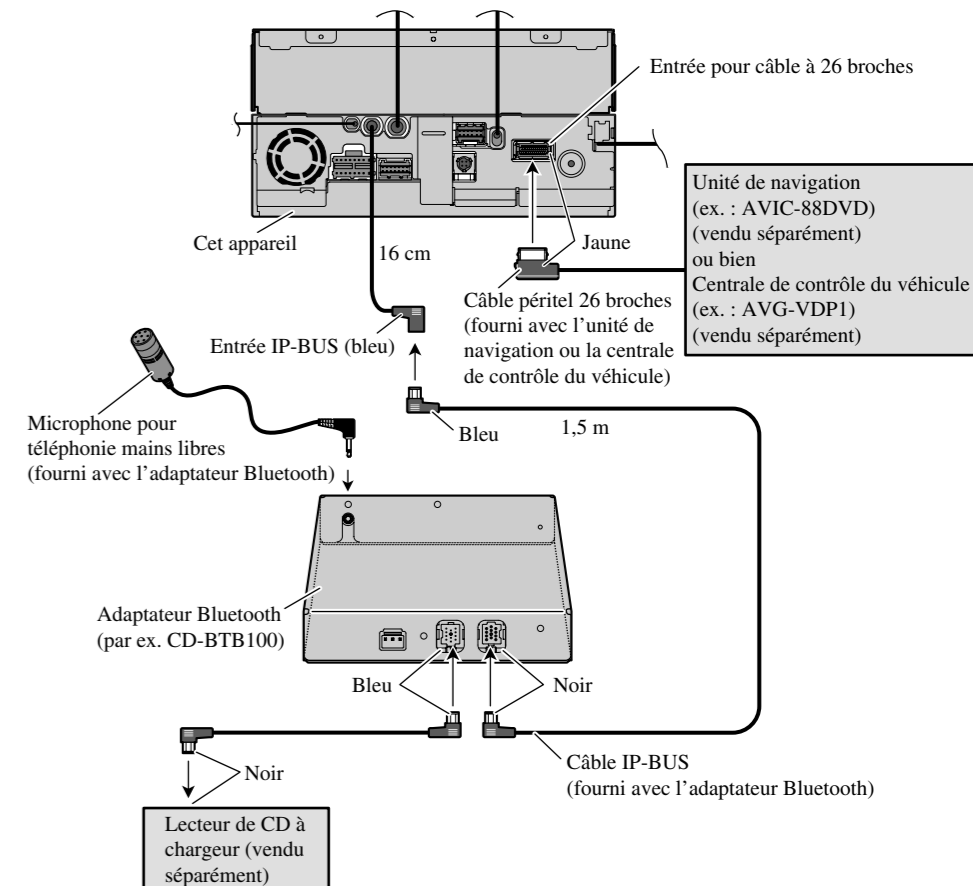 Entrée pour câble à 26 broches
Unité de navigation
(ex. : AVIC-88DVD)
(vendu séparément)
ou bien
Centrale de contrôle du véhicule
(ex. : AVG-VDP1)
(vendu séparément)
Cet appareil
16 cm
Jaune
Câble péritel 26 broches
(fourni avec l’unité de
navigation ou la centrale
de contrôle du véhicule)
Entrée IP-BUS (bleu)
Microphone pour
téléphonie mains libres
(fourni avec l’adaptateur Bluetooth)
Bleu
1,5 m
Adaptateur Bluetooth
(par ex. CD-BTB100)
Bleu
Noir
Câble IP-BUS
(fourni avec l’adaptateur Bluetooth)
Noir
Lecteur de CD à
chargeur (vendu
séparément)